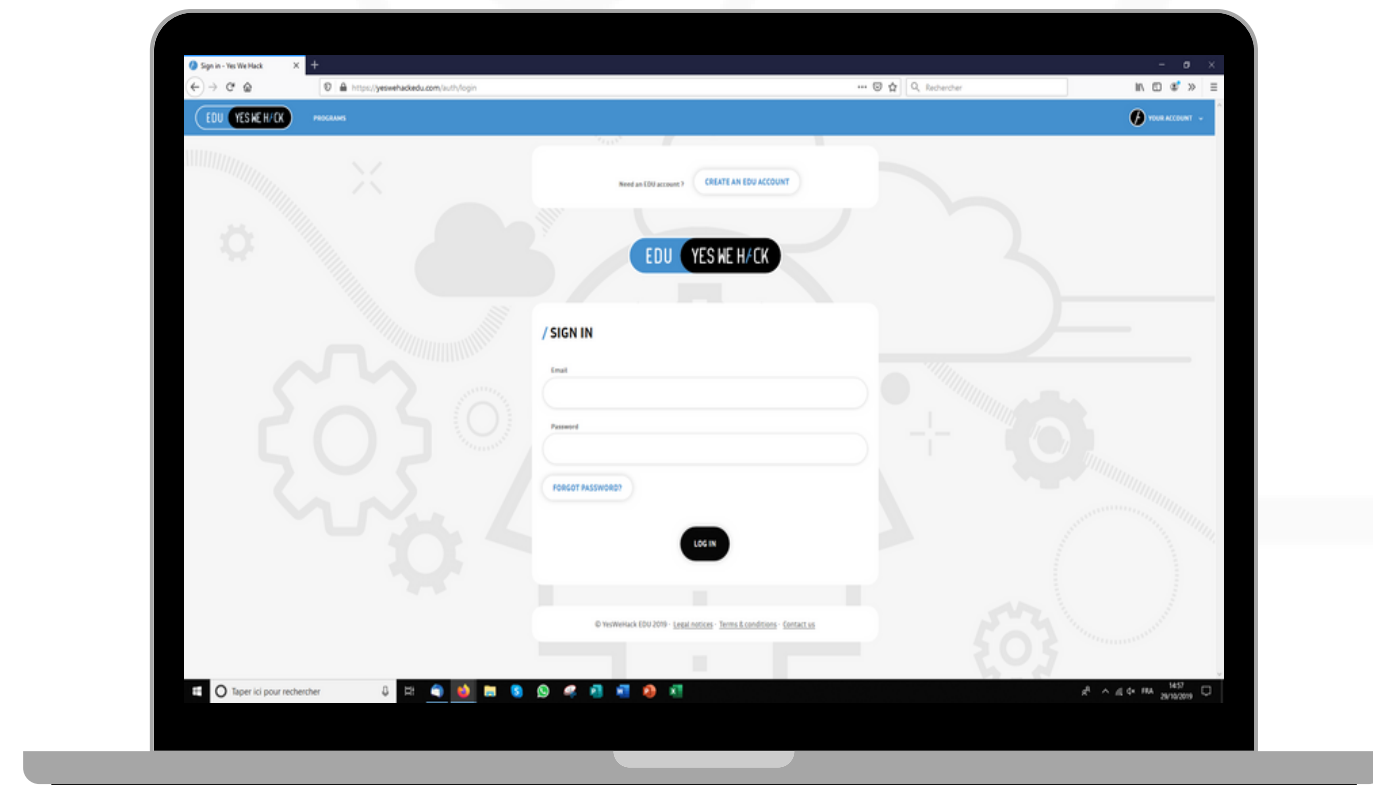 Sign in - Yes We Hack
https://yeswehackedu.com/auth/login
Rechercher
EDU YES WE H/CK PROGRAMS YOUR ACCOUNT
Need an EDU account ? CREATE AN EDU ACCOUNT
EDU YES WE H/CK
/ SIGN IN
Email
Password
FORGOT PASSWORD?
LOG IN
© YesWeHack EDU 2019 - Legal notices - Terms & conditions - Contact us
Taper ici pour rechercher
FRA
14:57
29/10/2019